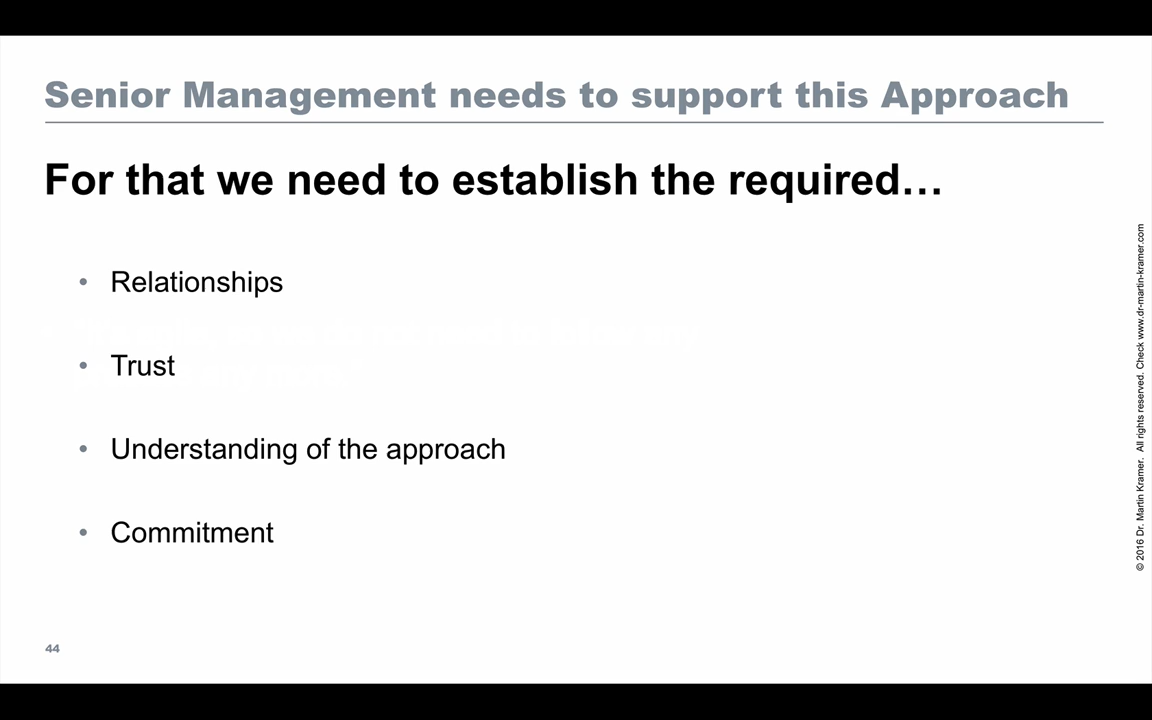 Senior Management needs to support this Approach
For that we need to establish the required…
• Relationships
• Trust
• Understanding of the approach
• Commitment
44
© 2016 Dr. Martin Kramer. All rights reserved. Check www.dr-martin-kramer.com